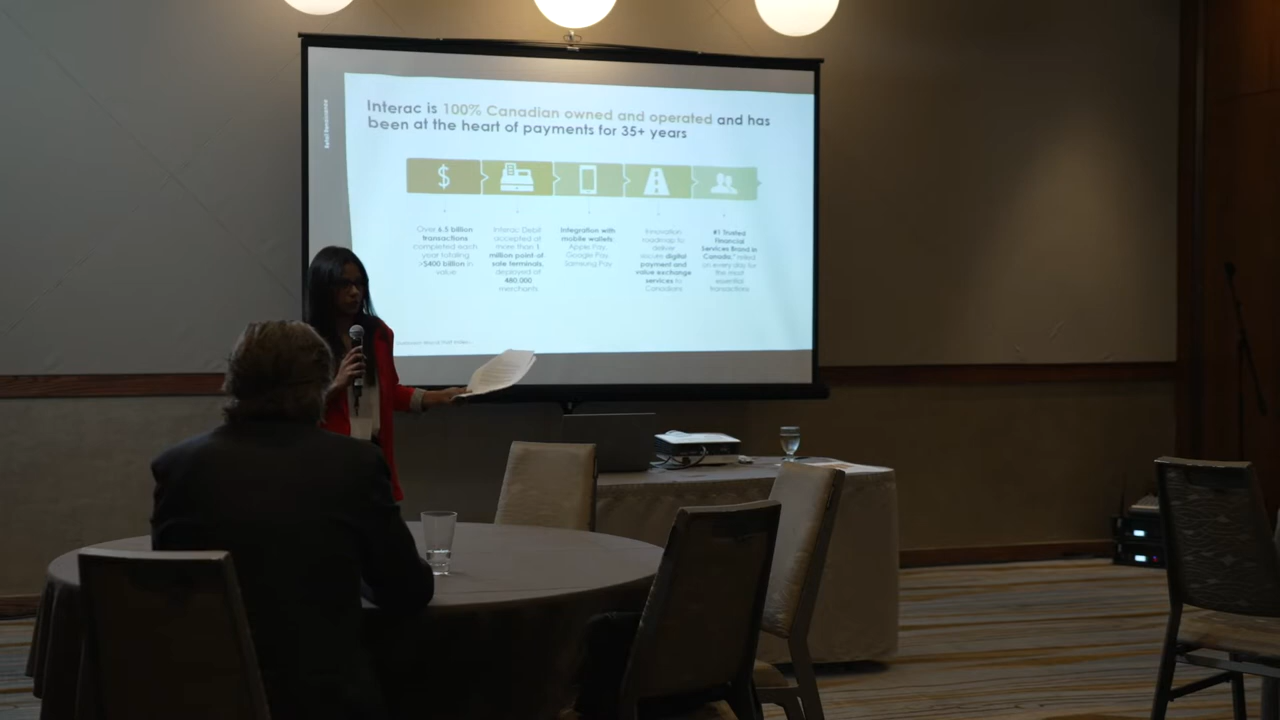 Interac is 100% Canadian owned and operated and has
been at the heart of payments for 35+ years
$
Over 6.5 billion
transactions
completed each
year totaling
>$400 billion in
value
Interac Debit
accepted at
more than 1
million point-of-
sale terminals,
deployed at
480,000
merchants
Integration with
mobile wallets
Apple Pay,
Google Pay,
Samsung Pay
Innovation
roadmap to
deliver
secure digital
payment and
value exchange
services to
Canadians
#1 Trusted
Financial
Services Brand in
Canada,* relied
on every day for
the most
essential
transactions